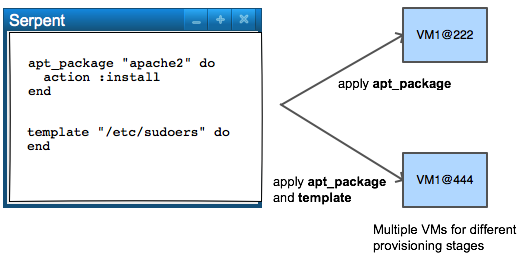 Serpent
apt_package "apache2" do
  action :install
end
template "/etc/sudoers" do
end
VM1@222
apply apt_package
VM1@444
apply apt_package
and template
Multiple VMs for different
provisioning stages